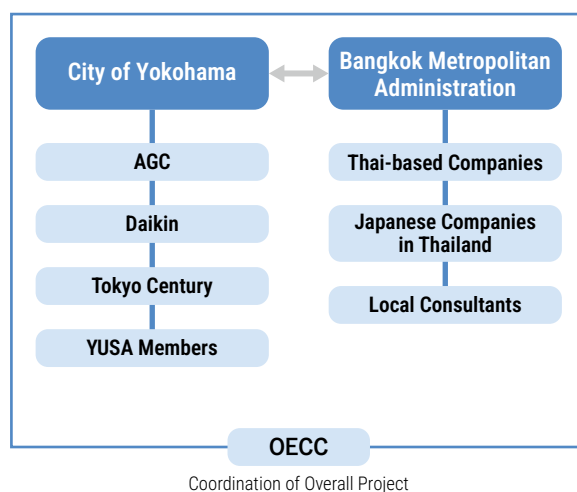 City of Yokohama
Bangkok Metropolitan
Administration
AGC
Daikin
Tokyo Century
YUSA Members
Thai-based Companies
Japanese Companies
in Thailand
Local Consultants
OECC
Coordination of Overall Project